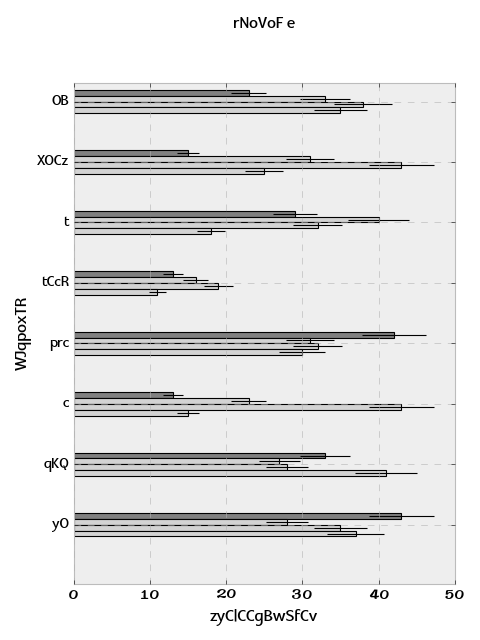 rNoVoF e
OB
XOCz
t
tCcR
prc
c
qKQ
yO
WJqpoxTR
0 10 20 30 40 50
zyClCCgBwSfCv